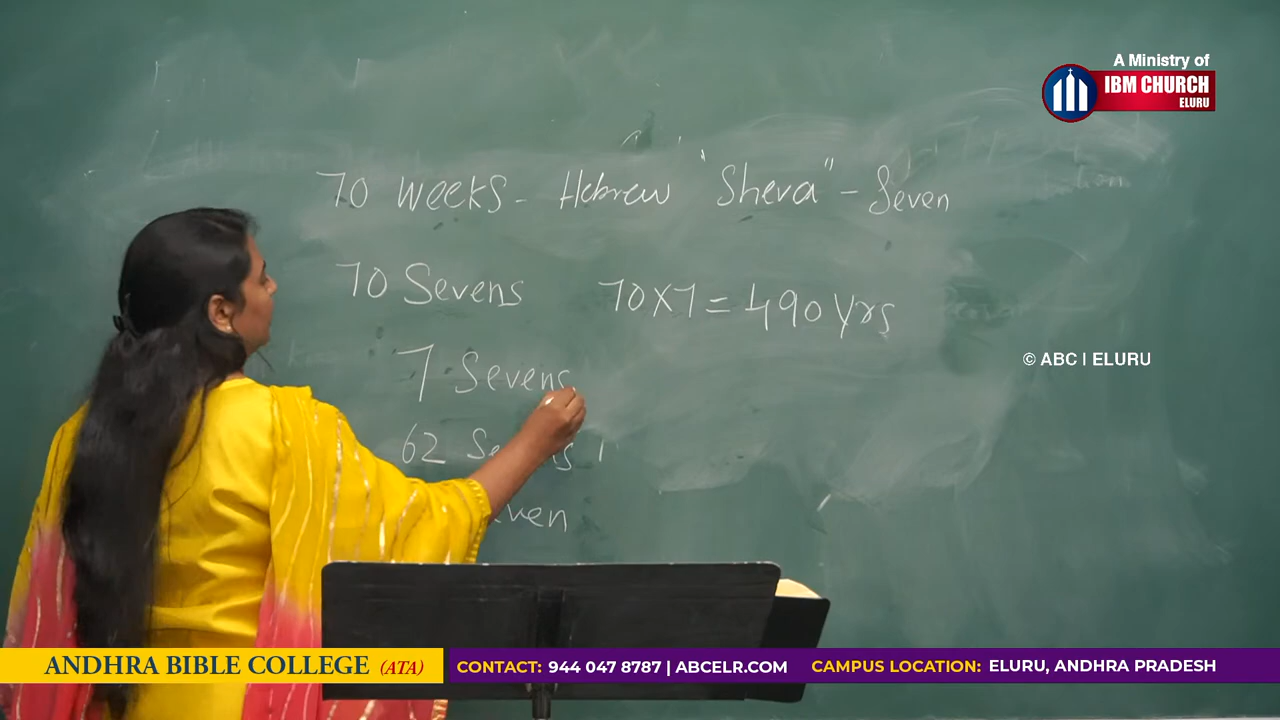 A Ministry of
IBM CHURCH
ELURU
70 Weeks - Hebrew "Sheva" - Seven
70 Sevens 70X7 = 490 Yrs
7 Sevens
© ABC | ELURU
62
ANDHRA BIBLE COLLEGE (ATA)
CONTACT: 944 047 8787 | ABCELR.COM CAMPUS LOCATION: ELURU, ANDHRA PRADESH